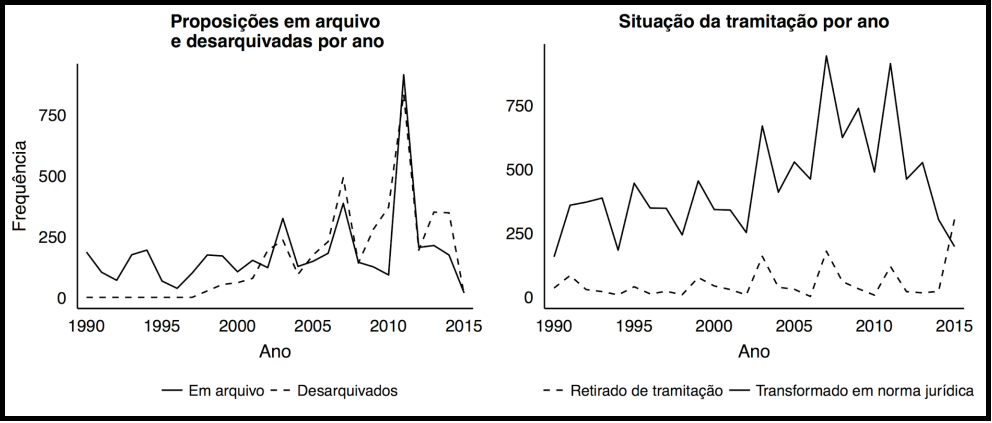 Proposições em arquivo
e desarquivadas por ano
Frequência
750
500
250
0
1990 1995 2000 2005 2010 2015
Ano
Em arquivo Desarquivados
Situação da tramitação por ano
750
500
250
0
1990 1995 2000 2005 2010 2015
Ano
Retirado de tramitação Transformado em norma jurídica